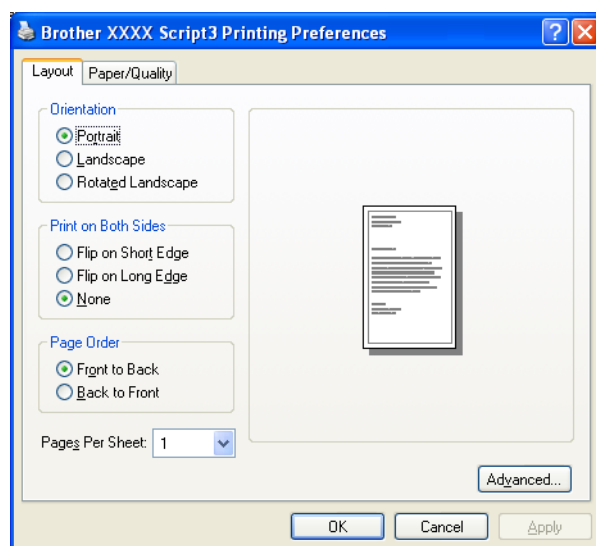 Brother XXXX Script3 Printing Preferences
Layout
Paper/Quality
Orientation
Portrait
Landscape
Rotated Landscape
Print on Both Sides
Flip on Short Edge
Flip on Long Edge
None
Page Order
Front to Back
Back to Front
Pages Per Sheet: 1
Advanced...
OK
Cancel
Apply